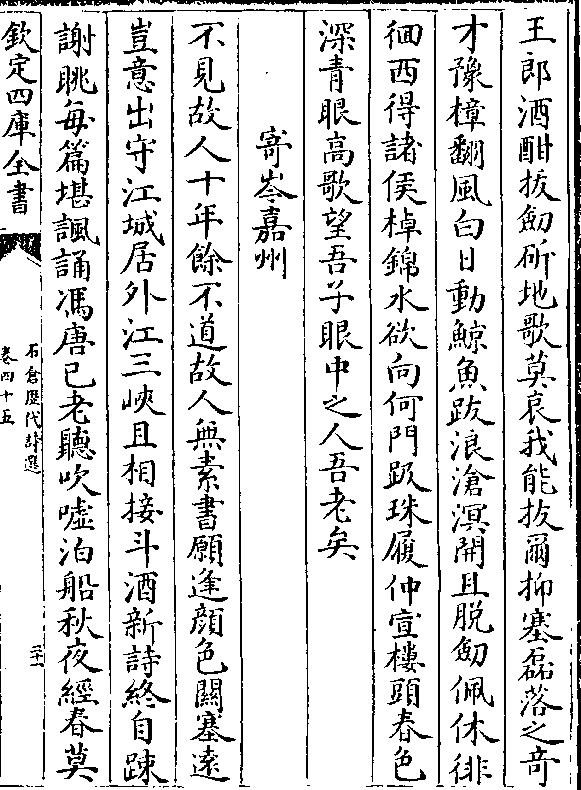 王郎酒酣拔劒斫地歌莫哀我能拔爾抑塞磊落之竒
才豫樟翻風白日動鯨魚跋浪滄溟開且脱劒佩休徘
徊西得諸侯棹錦水欲向何門趿珠履仲宣樓頭春色
深青眼高歌望吾子眼中之人吾老矣
寄岑嘉州
不見故人十年餘不道故人無素書願逢顔色關塞遠
豈意出守江城居外江三峽且相接斗酒新詩終自踈
謝眺每篇堪諷誦馮唐已老聽吹嘘泊船秋夜經春莫
欽定四庫全書
石倉歴代詩選
卷四十五